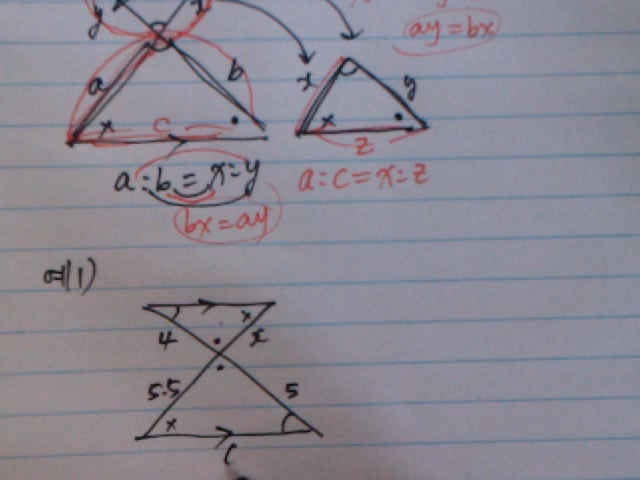 y x
ay = bx
a b x y
x c x
z
a:b = x:y a:c = x:z
bx = ay
예1)
x
4 x
5.5 5
x